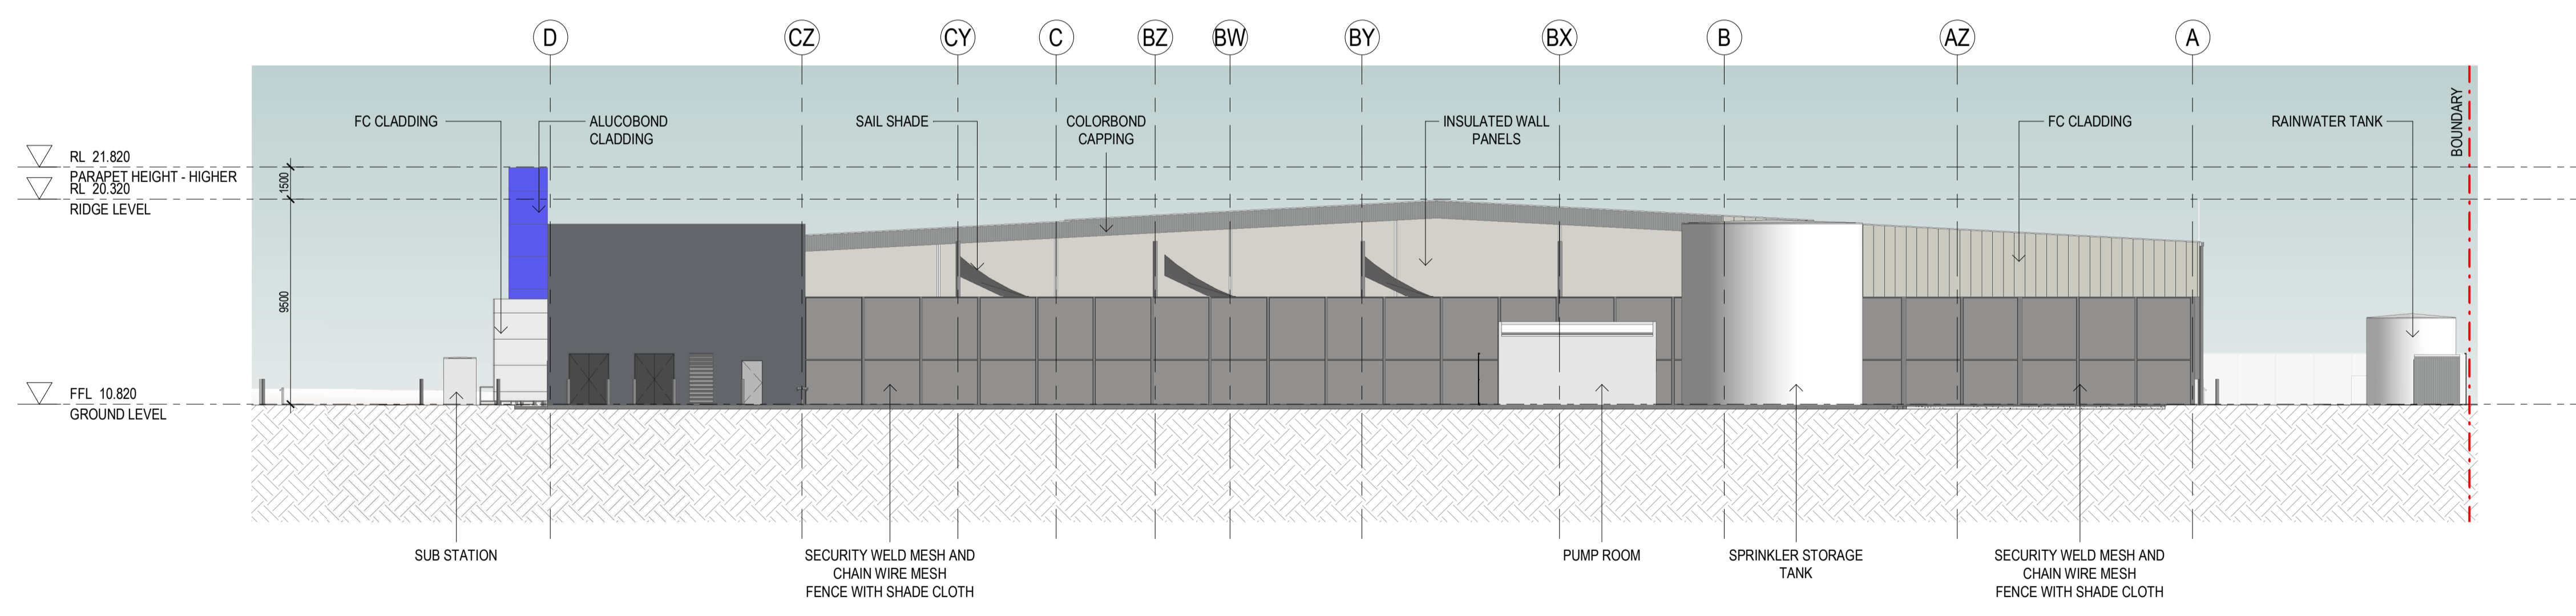 D
CZ
CY
C
BZ
BW
BY
BX
B
AZ
A
FC CLADDING
ALUCOBOND
CLADDING
SAIL SHADE
COLORBOND
CAPPING
INSULATED WALL
PANELS
FC CLADDING
RAINWATER TANK
BOUNDARY
RL 21.820
PARAPET HEIGHT - HIGHER
RL 20.320
RIDGE LEVEL
1500
9500
FFL 10.820
GROUND LEVEL
SUB STATION
SECURITY WELD MESH AND
CHAIN WIRE MESH
FENCE WITH SHADE CLOTH
PUMP ROOM
SPRINKLER STORAGE
TANK
SECURITY WELD MESH AND
CHAIN WIRE MESH
FENCE WITH SHADE CLOTH